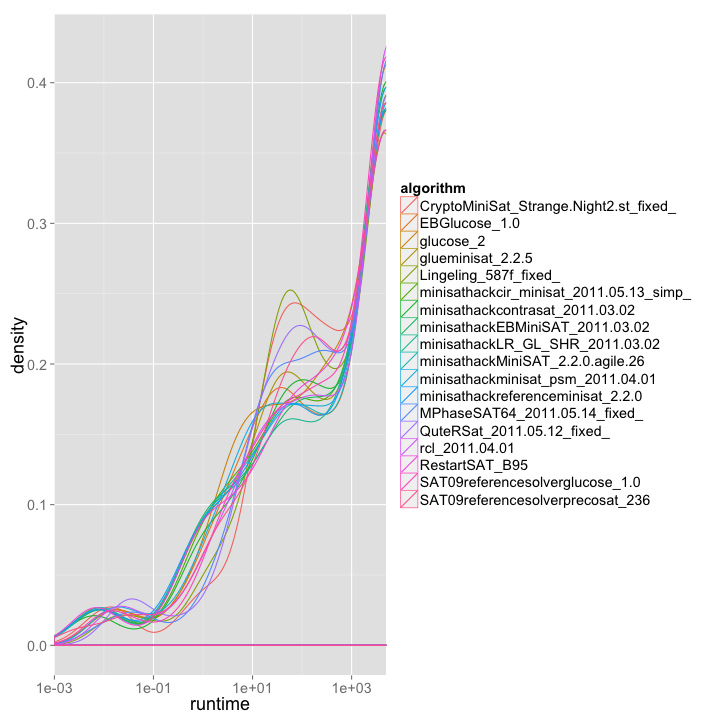 density
0.4
0.3
0.2
0.1
0.0
1e-03 1e-01 1e+01 1e+03
runtime
algorithm
CryptoMiniSat_Strange.Night2.st_fixed_
EBGlucose_1.0
glucose_2
glueminisat_2.2.5
Lingeling_587f_fixed_
minisathackcir_minisat_2011.05.13_simp_
minisathackcontrasat_2011.03.02
minisathackEBMiniSAT_2011.03.02
minisathackLR_GL_SHR_2011.03.02
minisathackMiniSAT_2.2.0.agile.26
minisathackminisat_psm_2011.04.01
minisathackreferenceminisat_2.2.0
MPhaseSAT64_2011.05.14_fixed_
QuteRSat_2011.05.12_fixed_
rcl_2011.04.01
RestartSAT_B95
SAT09referencesolverglucose_1.0
SAT09referencesolverprecosat_236